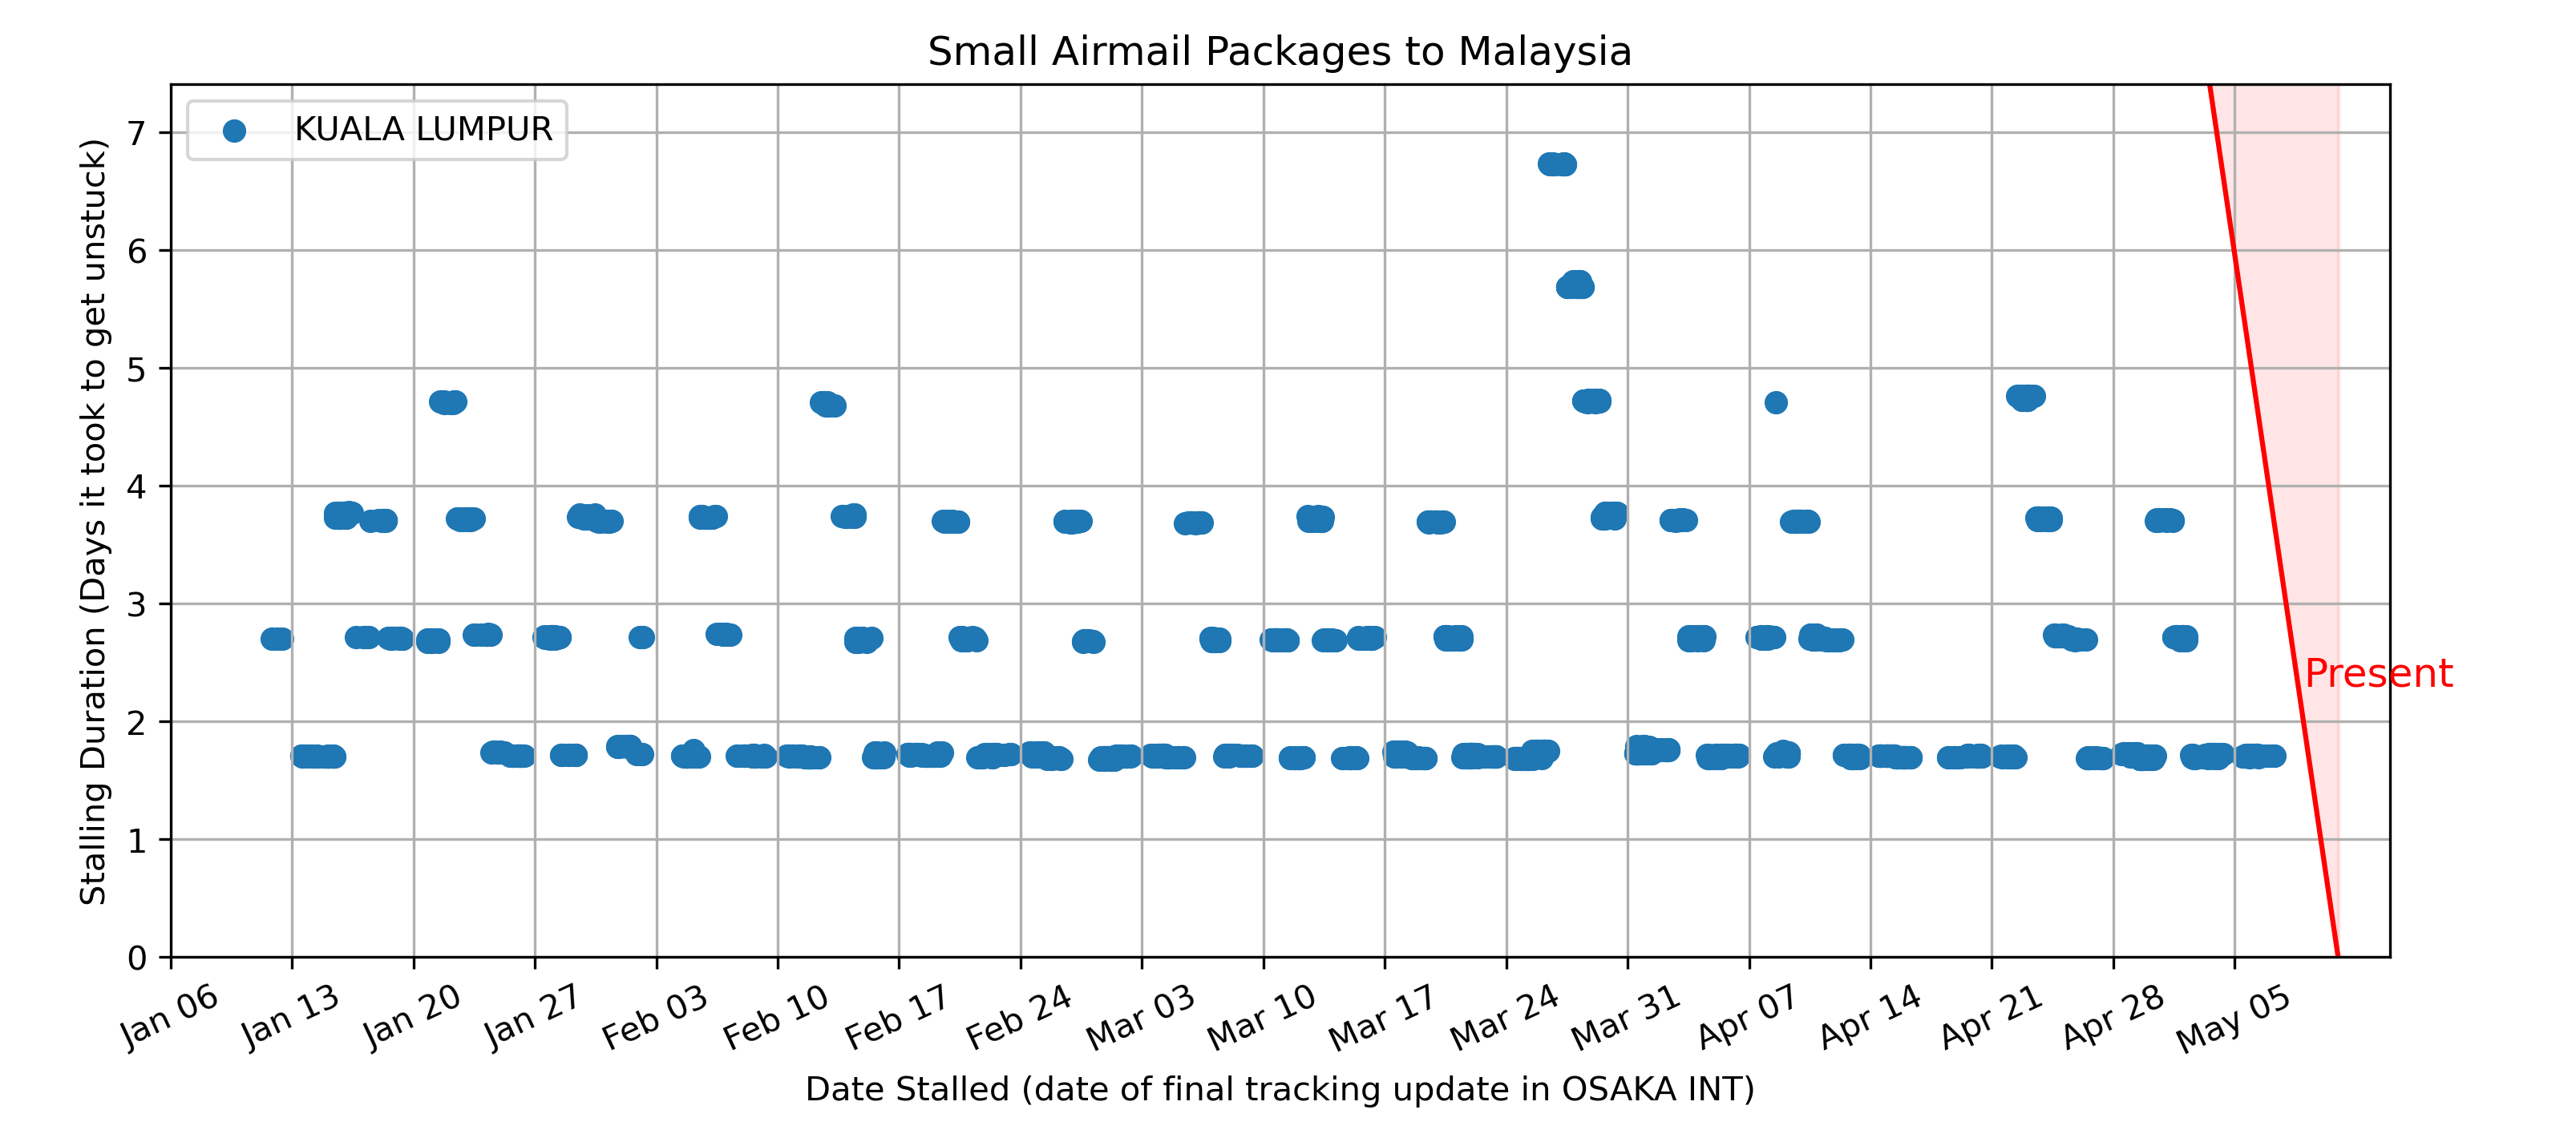 Small Airmail Packages to Malaysia
KUALA LUMPUR
Stalling Duration (Days it took to get unstuck)
7
6
5
4
3
2
1
0
Present
Jan 06
Jan 13
Jan 20
Jan 27
Feb 03
Feb 10
Feb 17
Feb 24
Mar 03
Mar 10
Mar 17
Mar 24
Mar 31
Apr 07
Apr 14
Apr 21
Apr 28
May 05
Date Stalled (date of final tracking update in OSAKA INT)